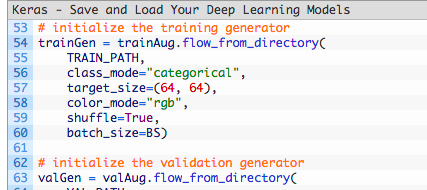 Keras - Save and Load Your Deep Learning Models
53 # initialize the training generator
54 trainGen = trainAug.flow_from_directory(
55 TRAIN_PATH,
56 class_mode="categorical",
57 target_size=(64, 64),
58 color_mode="rgb",
59 shuffle=True,
60 batch_size=BS)
61
62 # initialize the validation generator
63 valGen = valAug.flow_from_directory(